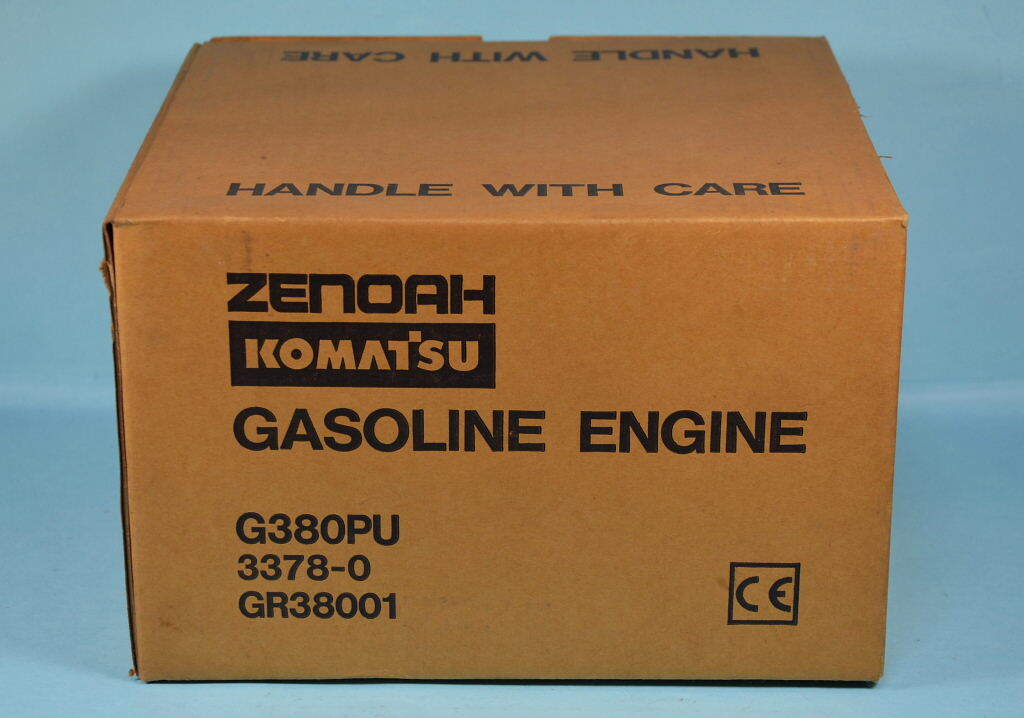 HANDLE WITH CARE
HANDLE WITH CARE
ZENOAH
KOMATSU
GASOLINE ENGINE
G380PU
3378-0
GR38001
CE